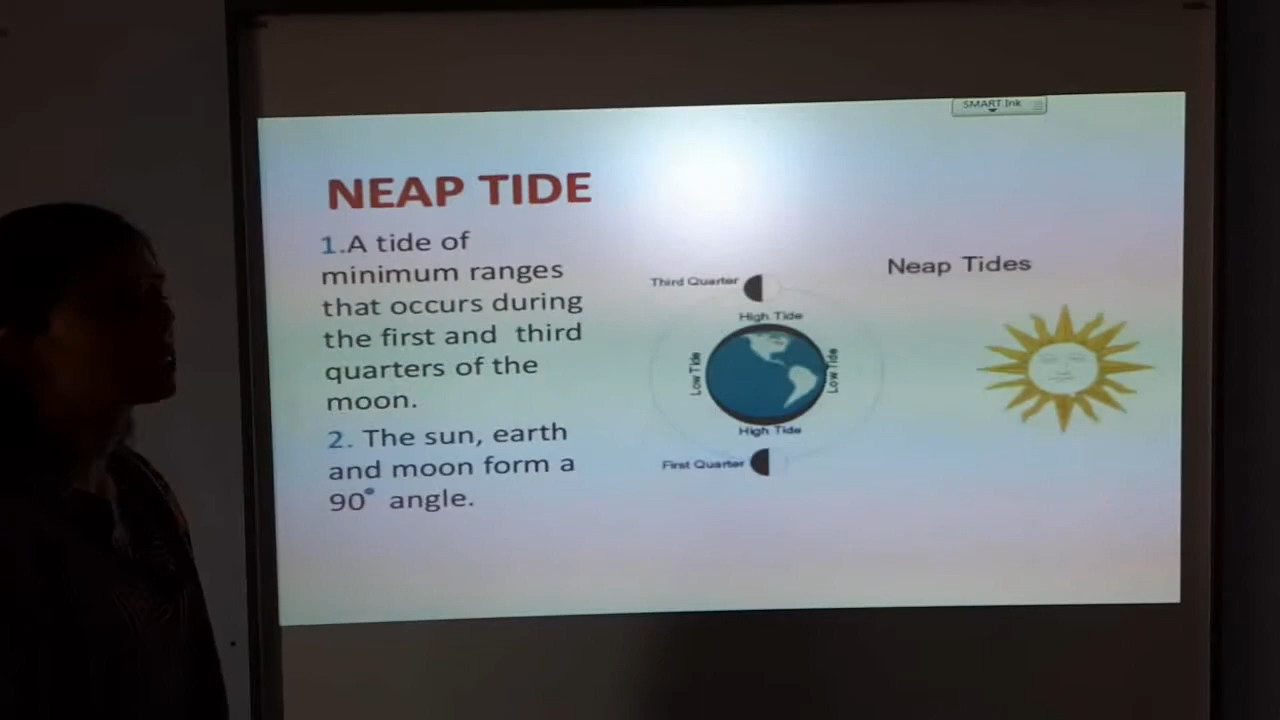 SMART Ink
NEAP TIDE
1.A tide of
minimum ranges
that occurs during
the first and third
quarters of the
moon.
2. The sun, earth
and moon form a
90° angle.
Neap Tides
Third Quarter
High Tide
Low Tide
Low Tide
High Tide
First Quarter